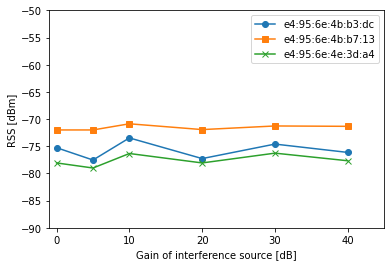 e4:95:6e:4b:b3:dc
e4:95:6e:4b:b7:13
e4:95:6e:4e:3d:a4
RSS [dBm]
−50
−55
−60
−65
−70
−75
−80
−85
−90
0 10 20 30 40
Gain of interference source [dB]